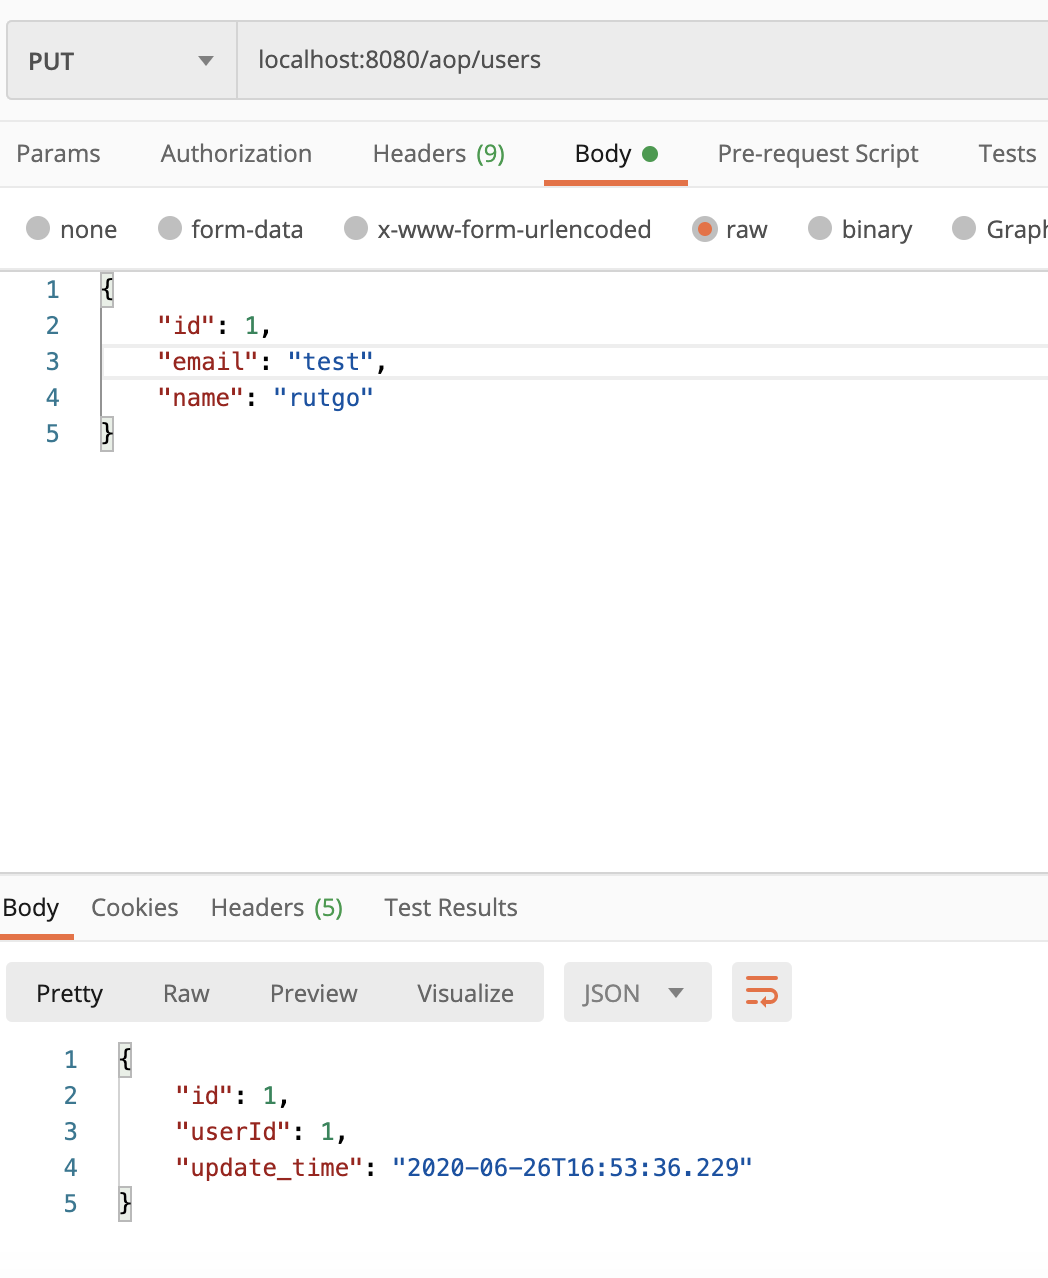 PUT localhost:8080/aop/users
Params Authorization Headers (9) Body Pre-request Script Tests
none form-data x-www-form-urlencoded raw binary Graph
1 {
2 "id": 1,
3 "email": "test",
4 "name": "rutgo"
5 }
Body Cookies Headers (5) Test Results
Pretty Raw Preview Visualize JSON
1 {
2 "id": 1,
3 "userId": 1,
4 "update_time": "2020-06-26T16:53:36.229"
5 }